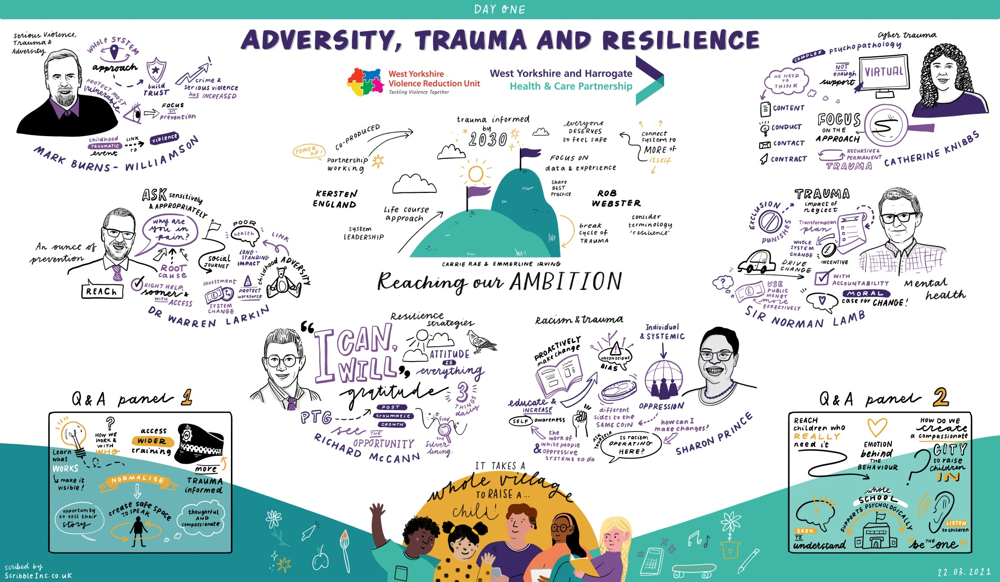 DAY ONE
ADVERSITY, TRAUMA AND RESILIENCE
West Yorkshire
Violence Reduction Unit
Tackling Violence Together
West Yorkshire and Harrogate
Health & Care Partnership
Serious Violence,
Trauma &
Adversity
WHOLE SYSTEM
approach
build
TRUST
crime &
serious violence
has INCREASED
PROTECT MOST
vulnerable
FOCUS
on
prevention
childhood
TRAUMATIC
event
LINK
TO
violence
MARK BURNS-WILLIAMSON
trauma informed
by
2030
everyone
DESERVES
to feel safe
connect
system to
MORE of
itself
CO-PRODUCED
POWER
OF!
Partnership
working
FOCUS ON
data & experience
share
BEST
Practice
KERSTEN
ENGLAND
ROB
WEBSTER
life course
approach
system
LEADERSHIP
break
cycle of
TRAUMA
consider
terminology
'resilience'
CARRIE RAE & EMMERLINE IRVING
Reaching our AMBITION
Cyber trauma
COMPLEX
psychopathology
WE NEED
TO
THINK
NOT
enough
support
VIRTUAL
CONTENT
CONDUCT
CONTACT
CONTRACT
FOCUS
ON THE
APPROACH
RECURSIVE &
PERMANENT
TRAUMA
CATHERINE KNIBBS
ASK sensitively
& APPROPRIATELY
why are
you in
pain?
An ounce of
prevention
REACh
ROOT
cause
RIGHT HELP,
sooner &
WITH ACCESS
social
JOURNEY
POOR
health
LINK
LONG-
STANDING
IMPACT
childhood ADVERSITY
investment
SYSTEM
CHANGE
PROTECT
workforce
DR WARREN LARKIN
TRAUMA
impact of
neglect
EXCLUSION
PUNISHES
Transformation
plan
WHOLE
SYSTEM
CHANGE
£
INCENTIVE
DRIVE
CHANGE
?
£
USE
PUBLIC
MONEY
more
EFFECTIVELY
WITH
ACCOUNTABILITY
MORAL
case for CHANGE!
Mental
health
SIR NORMAN LAMB
Resilience
strategies
"I CAN,
I WILL"
ATTITUDE
IS
everything
gratitude
3
THINGS
daily
PTG
POST
traumatic
GROWTH
see THE
OPPORTUNITY
find
the
Silver
lining.
RICHARD McCANN
Racism & trauma
PROACTIVELY
make change
UNCONSCIOUS
BIAS
Individual
& SYSTEMIC
OPPRESSION
educate &
INCREASE
SELF awareness
different
sides to the
SAME COIN
how can I
make changes?
the
work of
white people
& oppressive
SYSTEMS to do
ASK
YOURSELF
Is racism
OPERATING
HERE?
SHARON PRINCE
Q & A panel 1
Learn
what
WORKS
make it
visible!
?
HOW WE
WORK &
WITH
WHO
access
WIDER
training
more
TRAUMA
informed
NORMALISE
create safe space
TO SPEAK
opportunity
to tell their
story
thoughtful
AND
compassionate
Q & A panel 2
REACH
children who
REALLY
need it
EMOTION
behind
THE
BEHAVIOUR
HOW DO WE
create
a compassionate
CITY
to raise
children
IN
?
?
SEEK
TO
understand
whole
SCHOOL
SUPPORTS PSYCHOLOGICALLY
LISTEN
to children
"be THE one"
IT TAKES A
whole village
TO RAISE A...
child!
scribed by
ScribbleInc.co.uk
22.03.2021